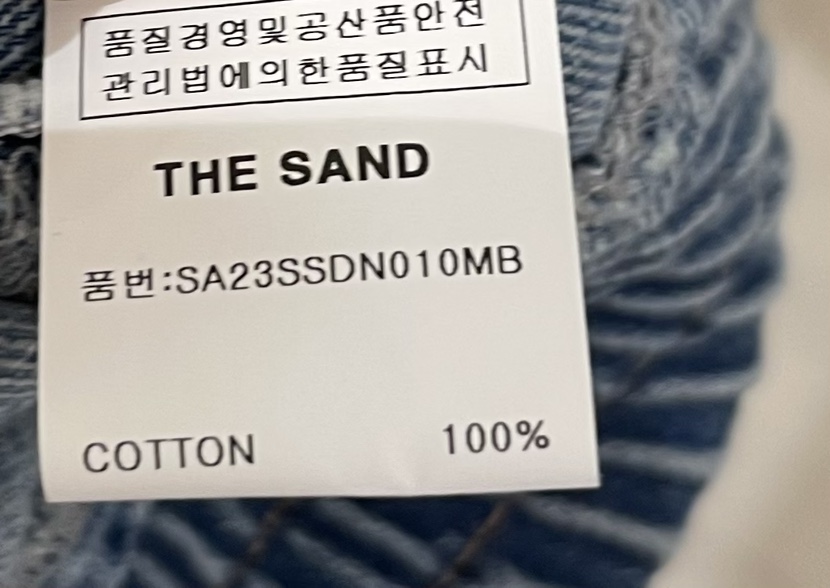 품질경영및공산품안전
관리법에의한품질표시
THE SAND
품번:SA23SSDN010MB
COTTON 100%